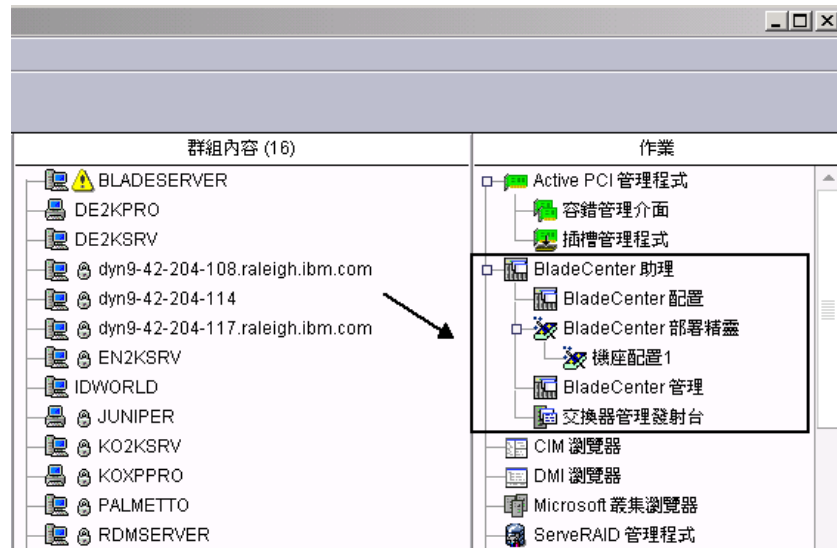 群組內容 (16)
BLADESERVER
DE2KPRO
DE2KSRV
dyn9-42-204-108.raleigh.ibm.com
dyn9-42-204-114
dyn9-42-204-117.raleigh.ibm.com
EN2KSRV
IDWORLD
JUNIPER
KO2KSRV
KOXPPRO
PALMETTO
RDMSERVER
作業
Active PCI 管理程式
容錯管理介面
插槽管理程式
BladeCenter 助理
BladeCenter 配置
BladeCenter 部署精靈
機座配置1
BladeCenter 管理
交換器管理發射台
CIM 瀏覽器
DMI 瀏覽器
Microsoft 叢集瀏覽器
ServeRAID 管理程式